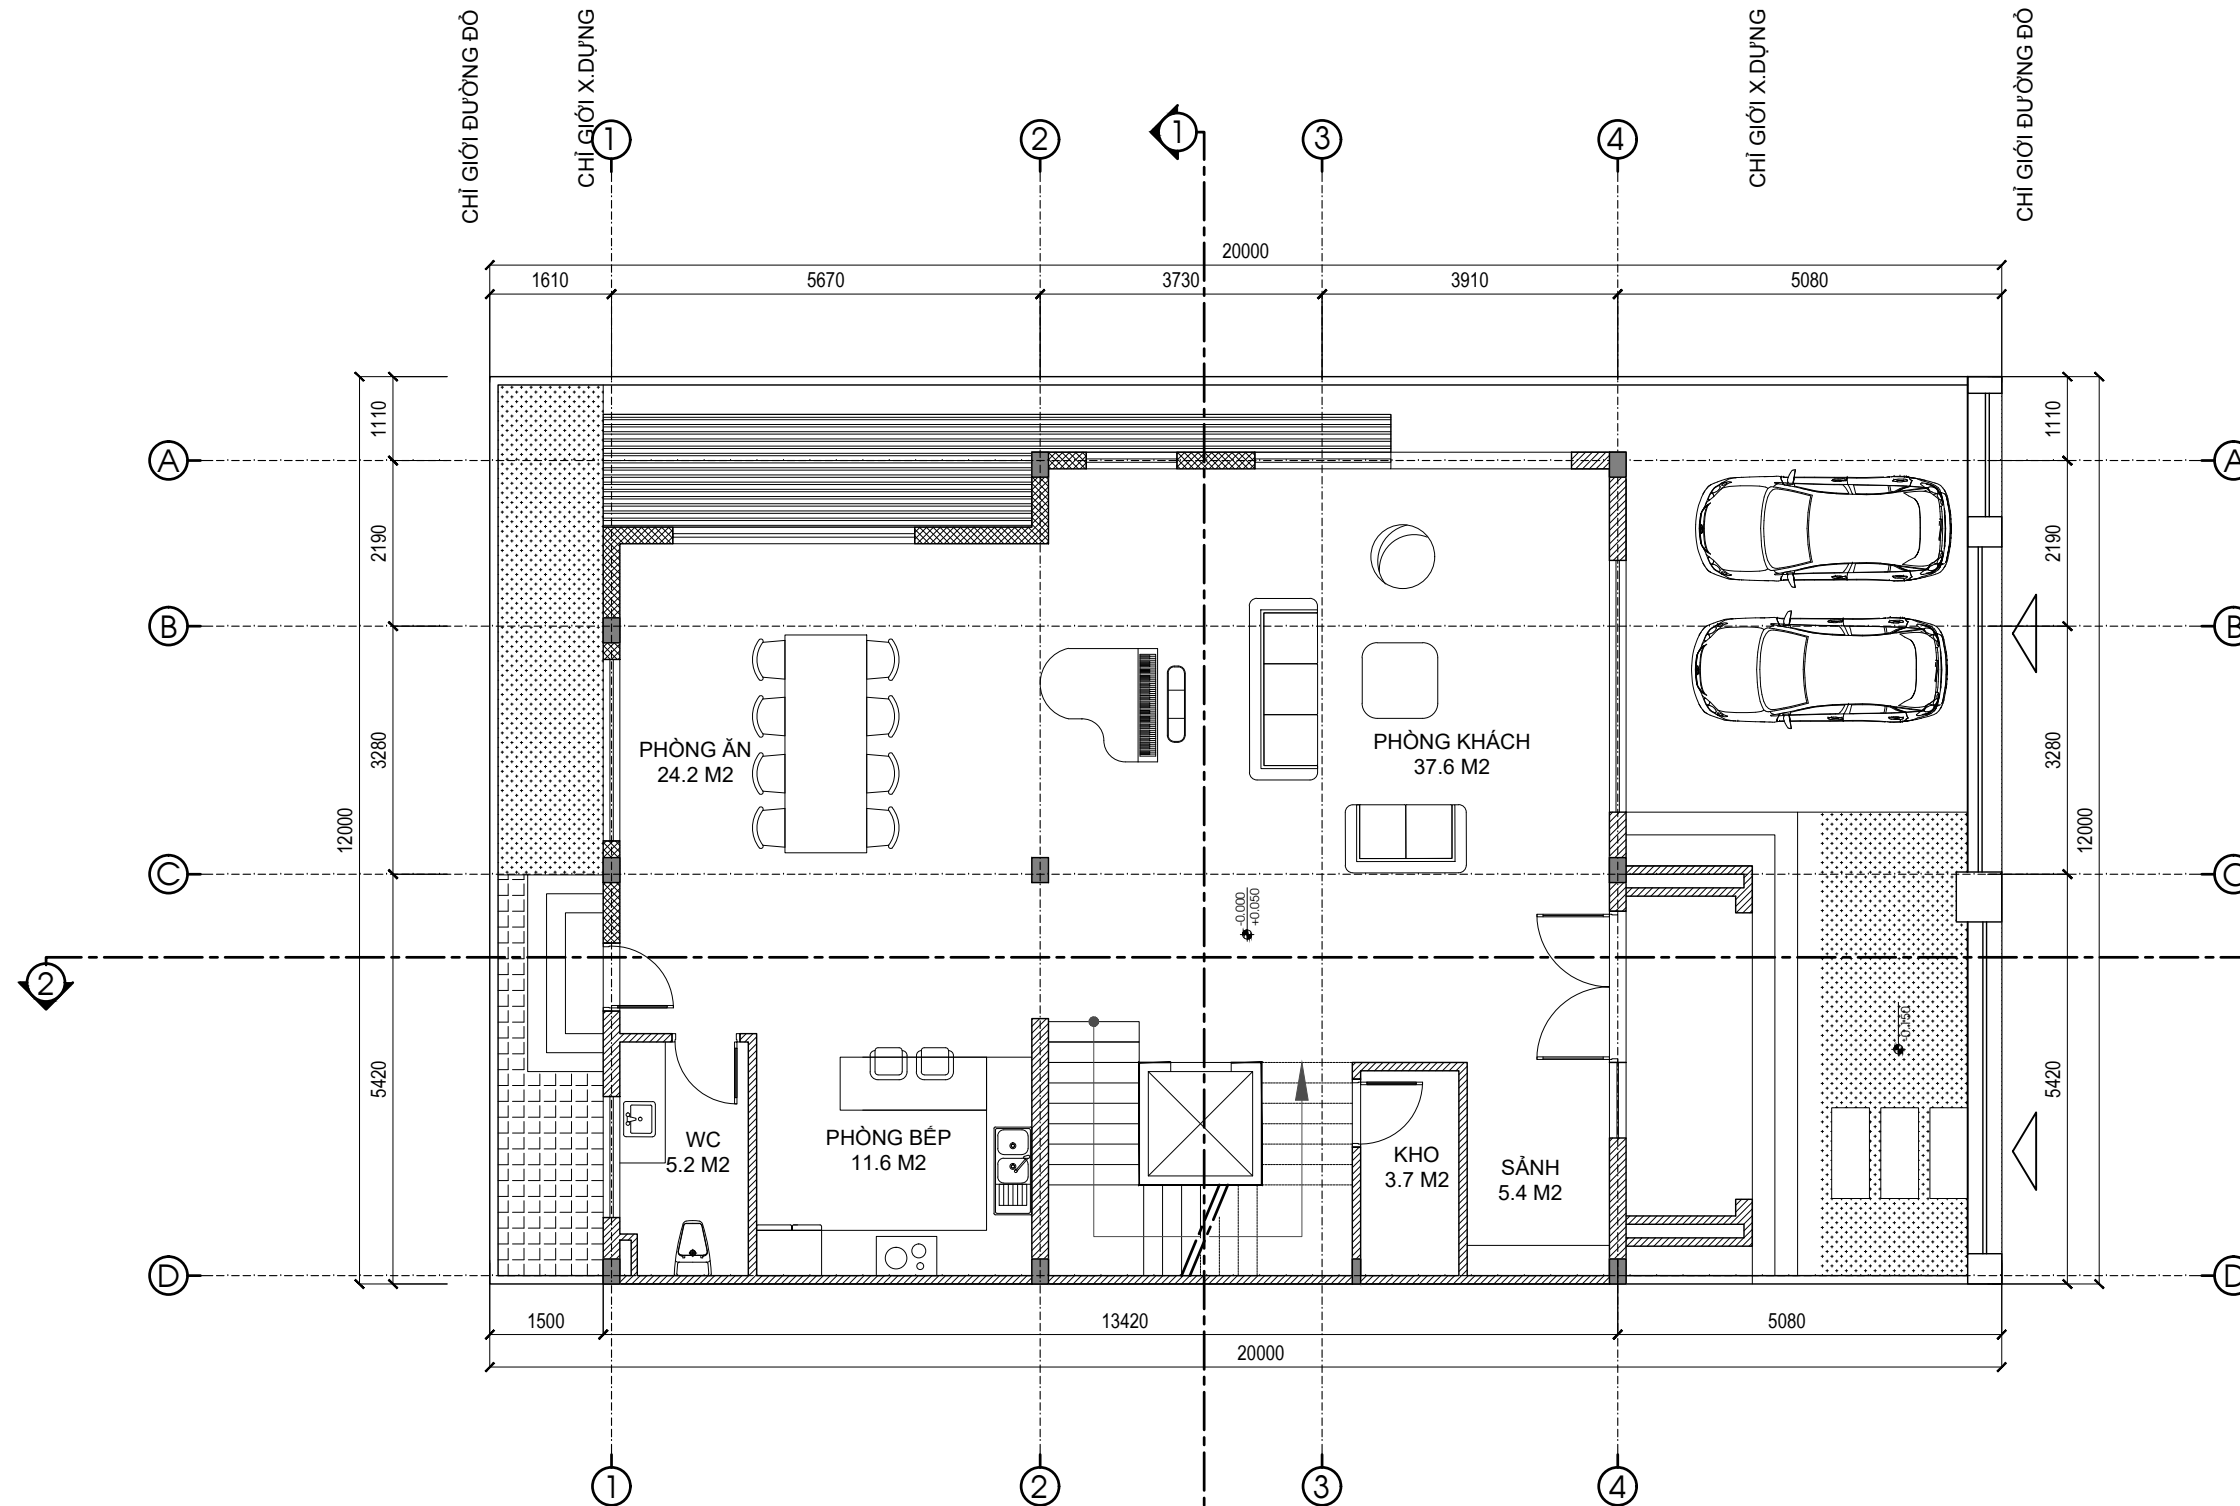 CHỈ GIỚI ĐƯỜNG ĐỎ
CHỈ GIỚI X.DỰNG
CHỈ GIỚI X.DỰNG
CHỈ GIỚI ĐƯỜNG ĐỎ
1
2
1
3
4
20000
1610
5670
3730
3910
5080
1110
2190
3280
12000
5420
1110
2190
3280
12000
5420
A
B
C
D
A
B
C
D
2
PHÒNG ĂN
24.2 M2
PHÒNG KHÁCH
37.6 M2
-0.000
+0.050
WC
5.2 M2
PHÒNG BẾP
11.6 M2
KHO
3.7 M2
SẢNH
5.4 M2
1500
13420
5080
20000
1
2
3
4